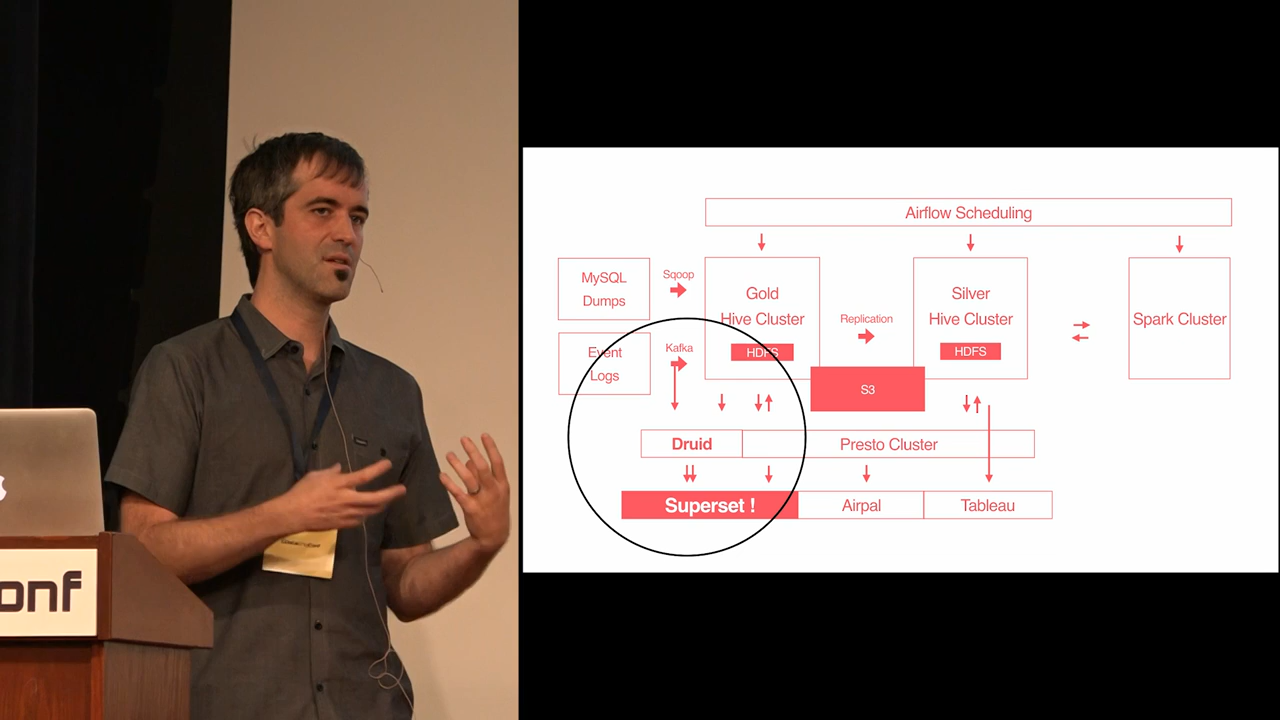 onf
Airflow Scheduling
MySQL
Dumps
Sqoop
Gold
Hive Cluster
HDFS
Replication
Silver
Hive Cluster
HDFS
Spark Cluster
Event
Logs
Kafka
S3
Druid
Presto Cluster
Superset !
Airpal
Tableau